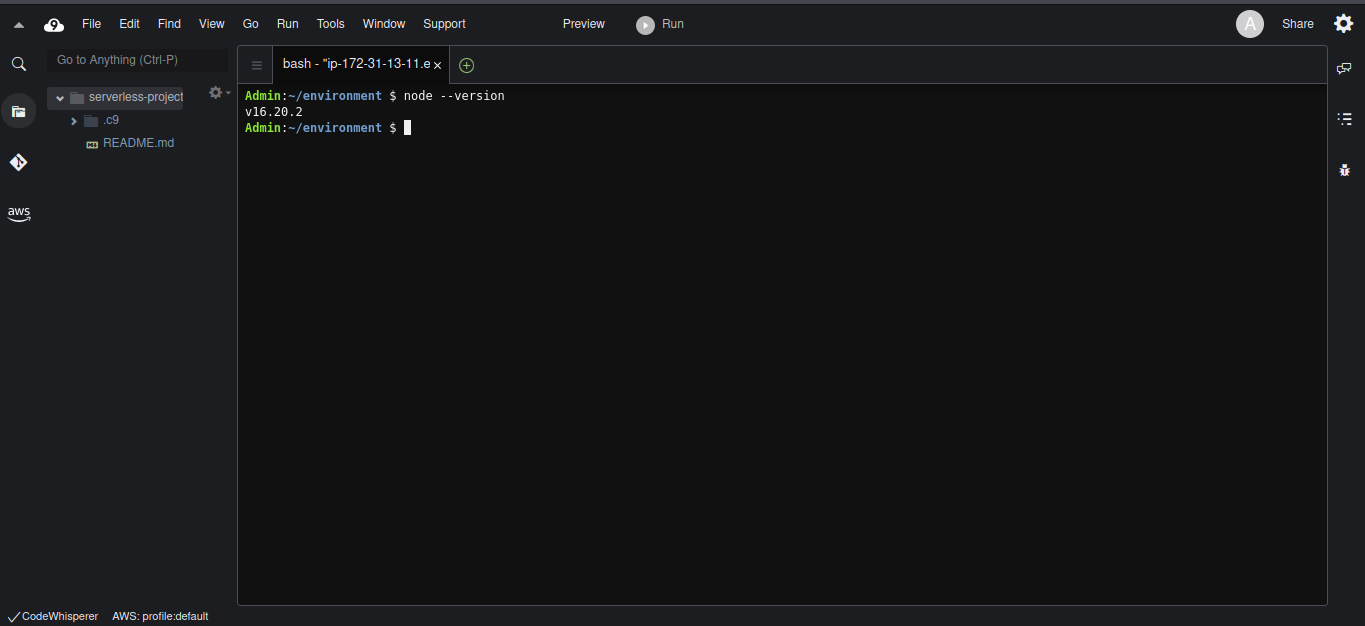 File Edit Find View Go Run Tools Window Support Preview Run A Share
Go to Anything (Ctrl-P)
bash - "ip-172-31-13-11.e
serverless-project
.c9
README.md
aws
Admin:~/environment $ node --version
v16.20.2
Admin:~/environment $
CodeWhisperer AWS: profile:default